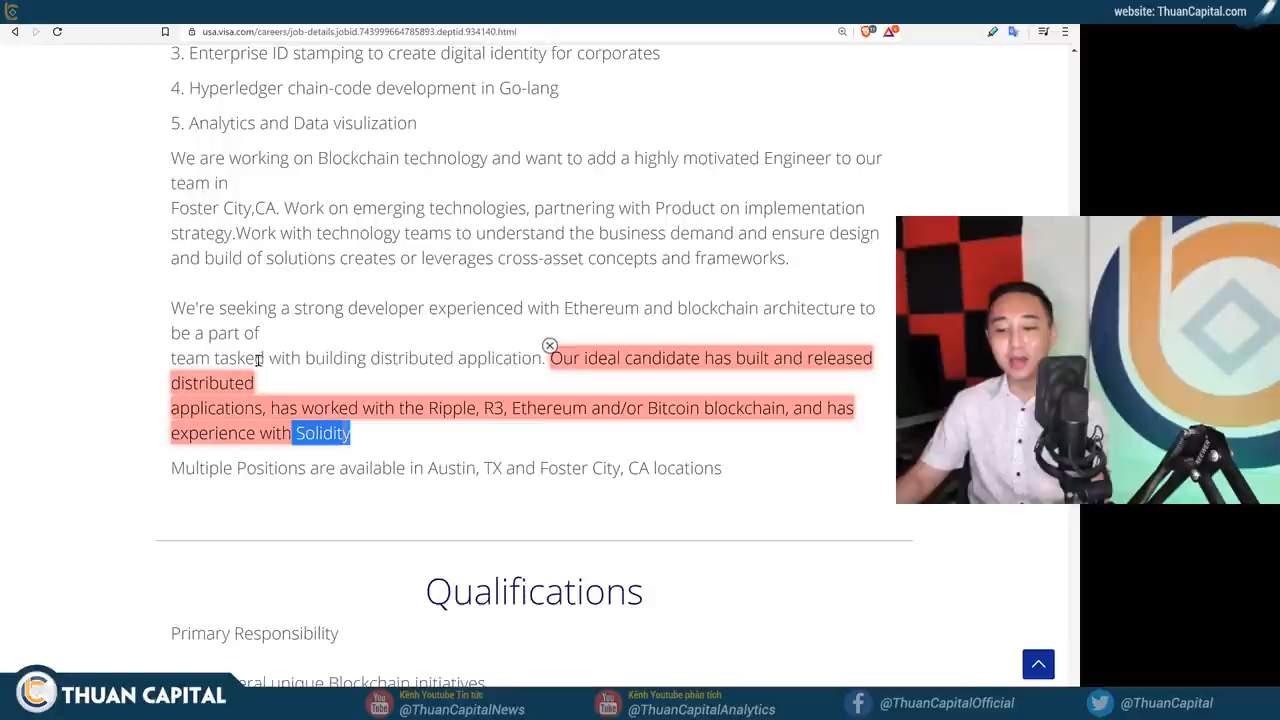 website: ThuanCapital.com
usa.visa.com/careers/job-details.jobid.743999664785893.deptid.934140.html
3. Enterprise ID stamping to create digital identity for corporates
4. Hyperledger chain-code development in Go-lang
5. Analytics and Data visulization
We are working on Blockchain technology and want to add a highly motivated Engineer to our
team in
Foster City,CA. Work on emerging technologies, partnering with Product on implementation
strategy.Work with technology teams to understand the business demand and ensure design
and build of solutions creates or leverages cross-asset concepts and frameworks.
We're seeking a strong developer experienced with Ethereum and blockchain architecture to
be a part of
team tasked with building distributed application. Our ideal candidate has built and released
distributed
applications, has worked with the Ripple, R3, Ethereum and/or Bitcoin blockchain, and has
experience with Solidity
Multiple Positions are available in Austin, TX and Foster City, CA locations
Qualifications
Primary Responsibility
unique Blockchain initiatives
THUAN CAPITAL
Kênh Youtube Tin tức
@ThuanCapitalNews
Kênh Youtube phân tích
@ThuanCapitalAnalytics
@ThuanCapitalOfficial
@ThuanCapital